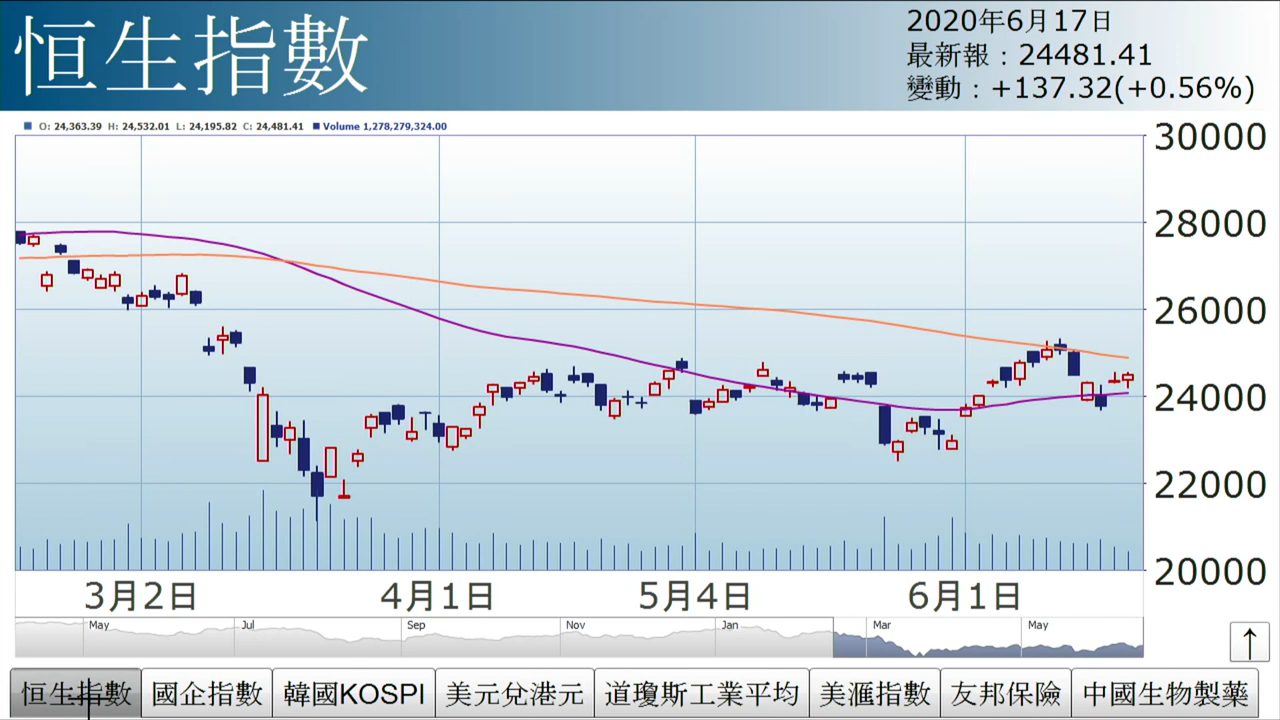 恒生指數
2020年6月17日
最新報：24481.41
變動：+137.32(+0.56%)
O: 24,363.39 H: 24,532.01 L: 24,195.82 C: 24,481.41 Volume 1,278,279,324.00
30000
28000
26000
24000
22000
20000
3月2日 4月1日 5月4日 6月1日
May Jul Sep Nov Jan Mar May
↑
恒生指數 國企指數 韓國KOSPI 美元兌港元 道瓊斯工業平均 美滙指數 友邦保險 中國生物製藥